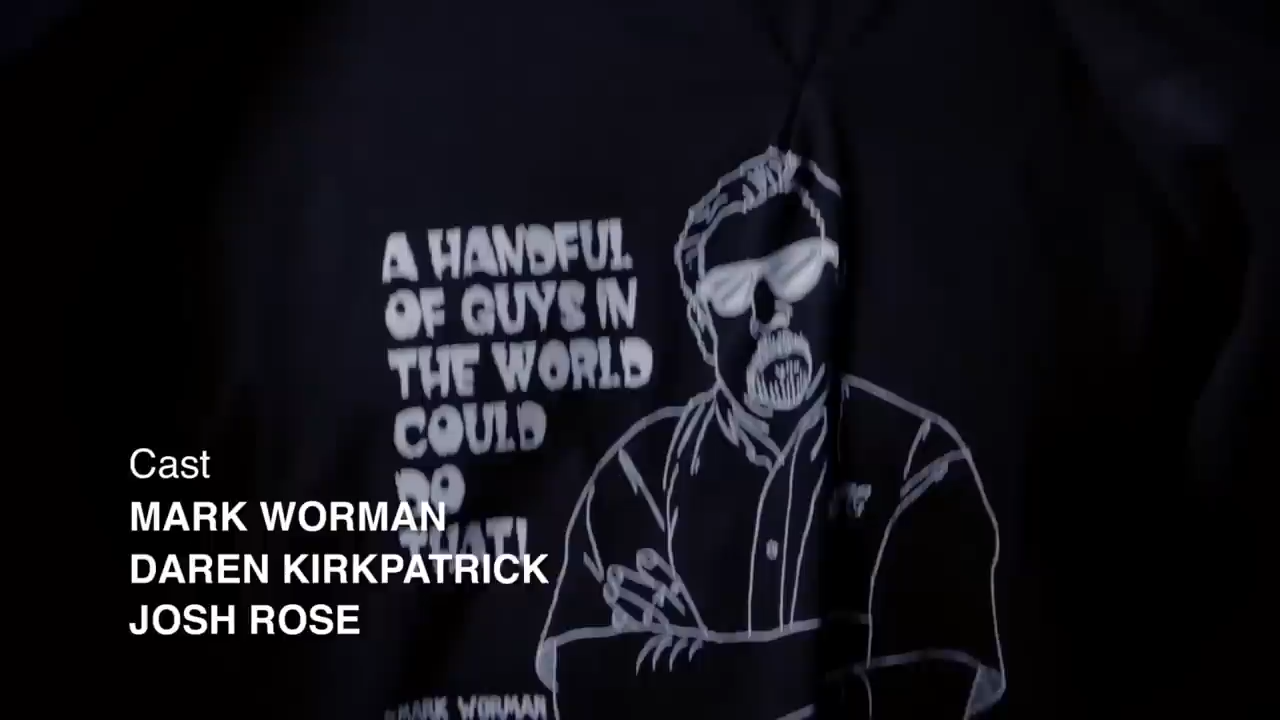 A HANDFUL
OF GUYS IN
THE WORLD
COULD
DO
THAT!
-MARK WORMAN
Cast
MARK WORMAN
DAREN KIRKPATRICK
JOSH ROSE